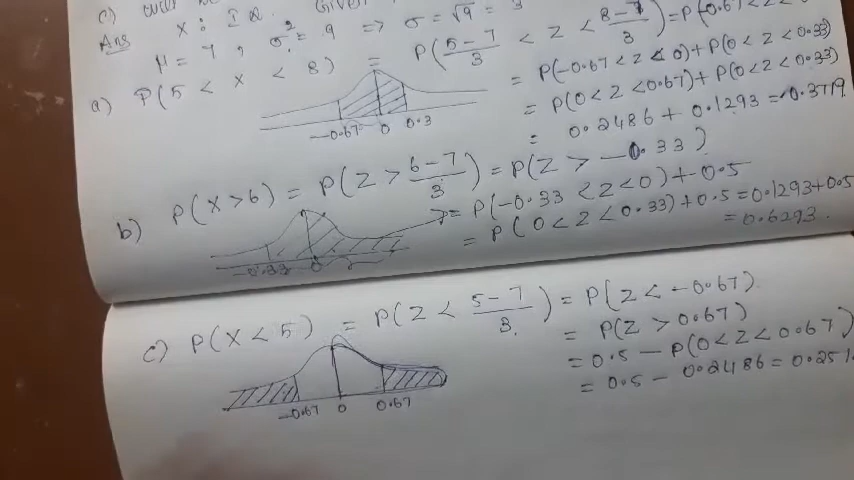 c)
Ans X : I Q. Given
μ = 7, σ² = 9 => σ = √9 = 3
a) P(5 < X < 8) = P(5-7/3 < Z < 8-7/3) = P(-0.67 < Z <
= P(-0.67 < Z < 0) + P(0 < Z < 0.33)
= P(0 < Z < 0.67) + P(0 < Z < 0.33)
= 0.2486 + 0.1293 = 0.3779
-0.67 0 0.3
b) P(X > 6) = P(Z > 6-7/3) = P(Z > -0.33)
= P(-0.33 < Z < 0) + 0.5
= P(0 < Z < 0.33) + 0.5 = 0.1293 + 0.5
= 0.6293.
-0.33 0
c) P(X < 5) = P(Z < 5-7/3) = P(Z < -0.67)
= P(Z > 0.67)
= 0.5 - P(0 < Z < 0.67)
= 0.5 - 0.2486 = 0.251
-0.67 0 0.67